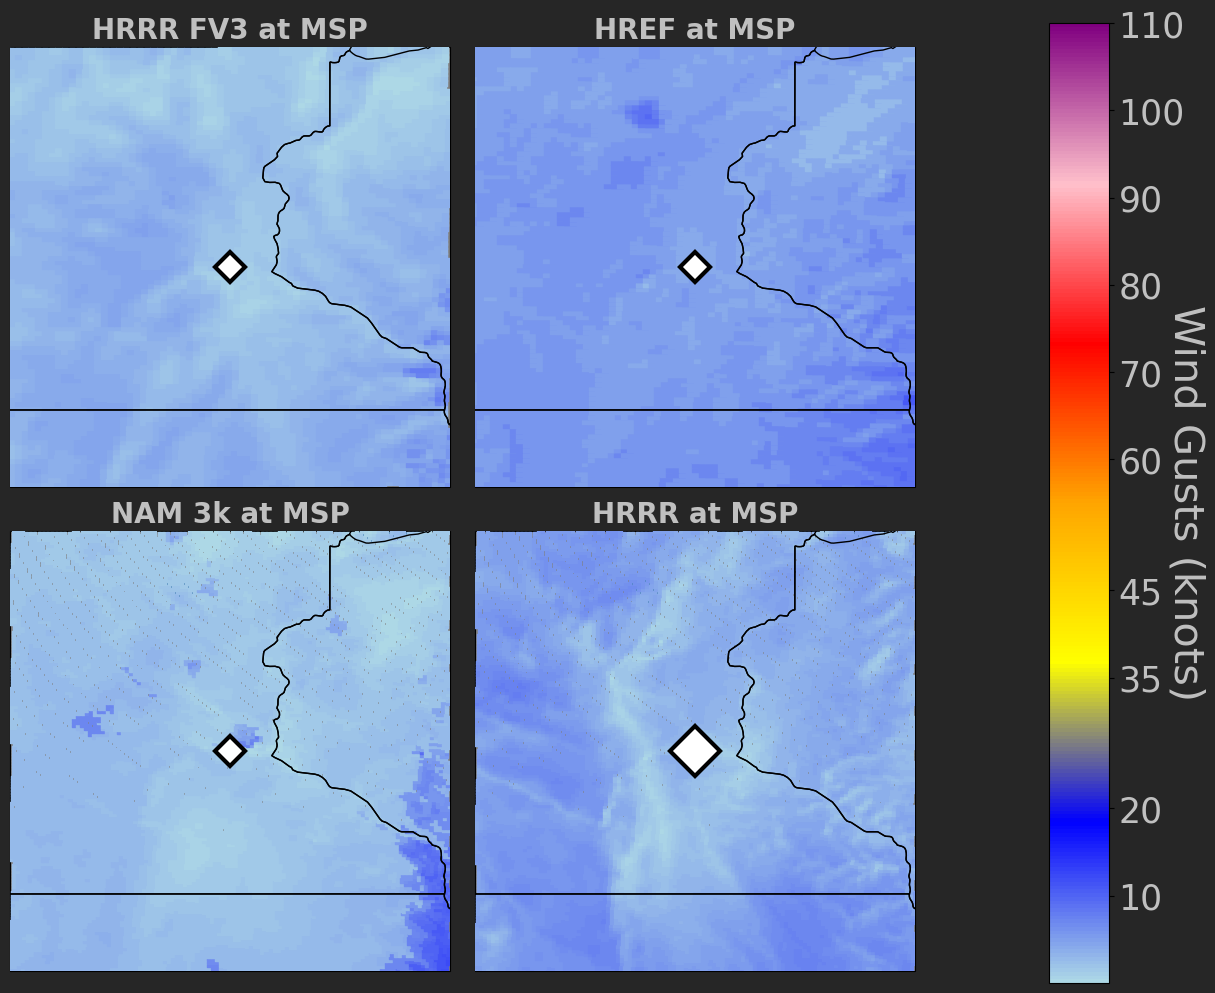 HRRR FV3 at MSP
HREF at MSP
NAM 3k at MSP
HRRR at MSP
110
100
90
80
70
60
45
35
20
10
Wind Gusts (knots)